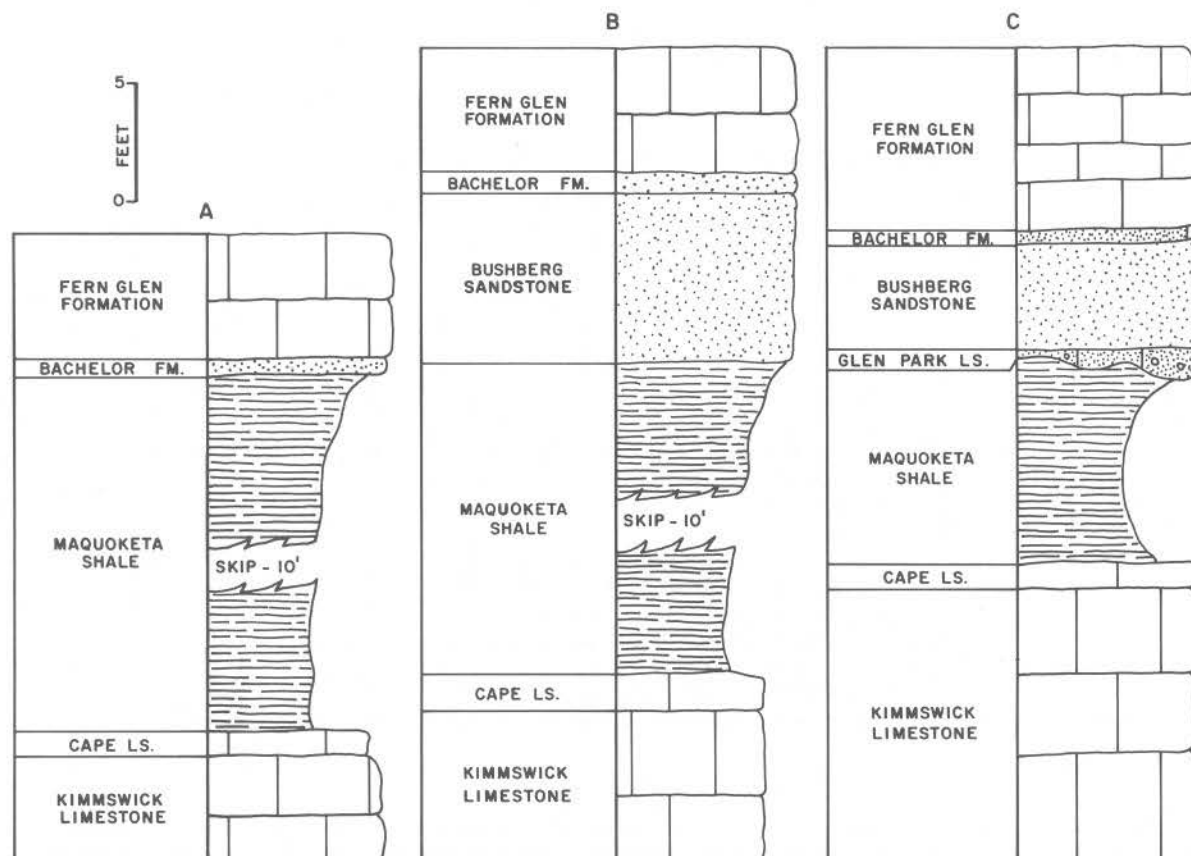 5
FEET
0
A
FERN GLEN
FORMATION
BACHELOR FM.
MAQUOKETA
SHALE
SKIP - 10'
CAPE LS.
KIMMSWICK
LIMESTONE
B
FERN GLEN
FORMATION
BACHELOR FM.
BUSHBERG
SANDSTONE
MAQUOKETA
SHALE
SKIP - 10'
CAPE LS.
KIMMSWICK
LIMESTONE
C
FERN GLEN
FORMATION
BACHELOR FM.
BUSHBERG
SANDSTONE
GLEN PARK LS.
MAQUOKETA
SHALE
CAPE LS.
KIMMSWICK
LIMESTONE